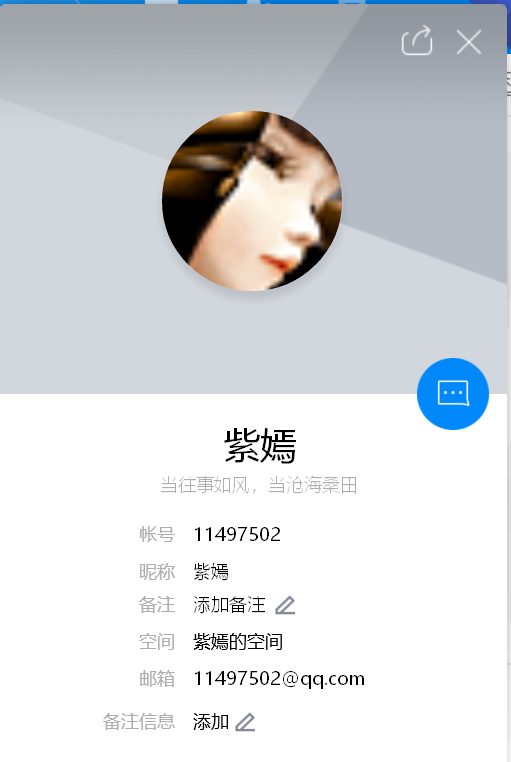 紫嫣
当往事如风，当沧海桑田
帐号 11497502
昵称 紫嫣
备注 添加备注
空间 紫嫣的空间
邮箱 11497502@qq.com
备注信息 添加